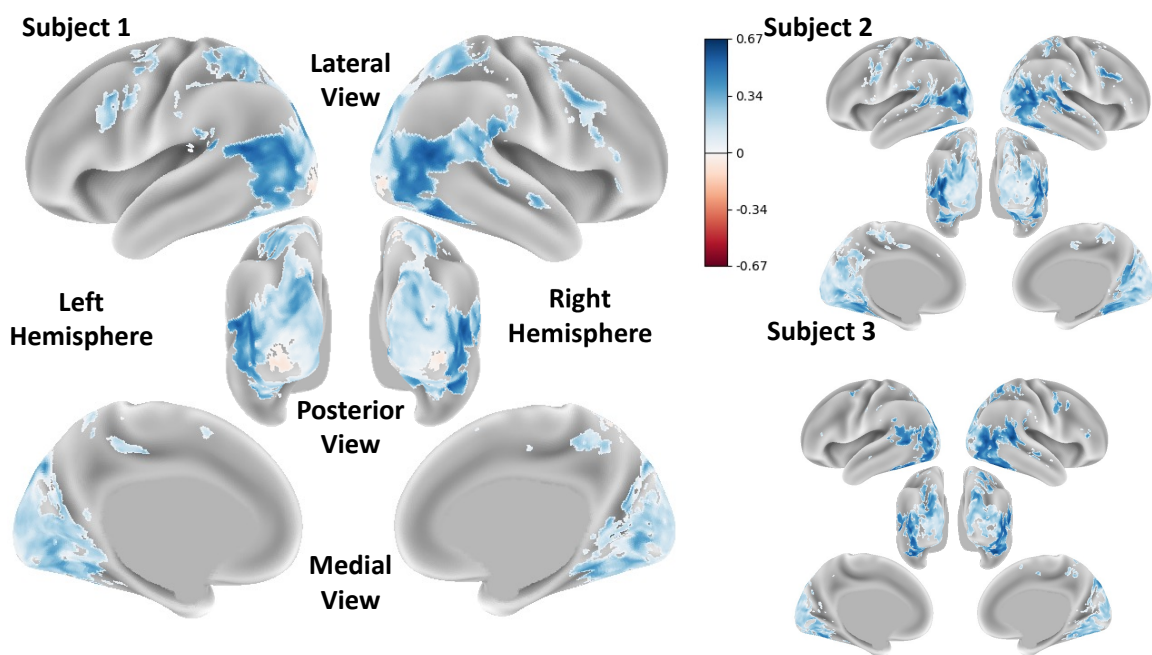 Subject 1
Lateral
View
Left
Hemisphere
Right
Hemisphere
Posterior
View
Medial
View
0.67
0.34
0
-0.34
-0.67
Subject 2
Subject 3